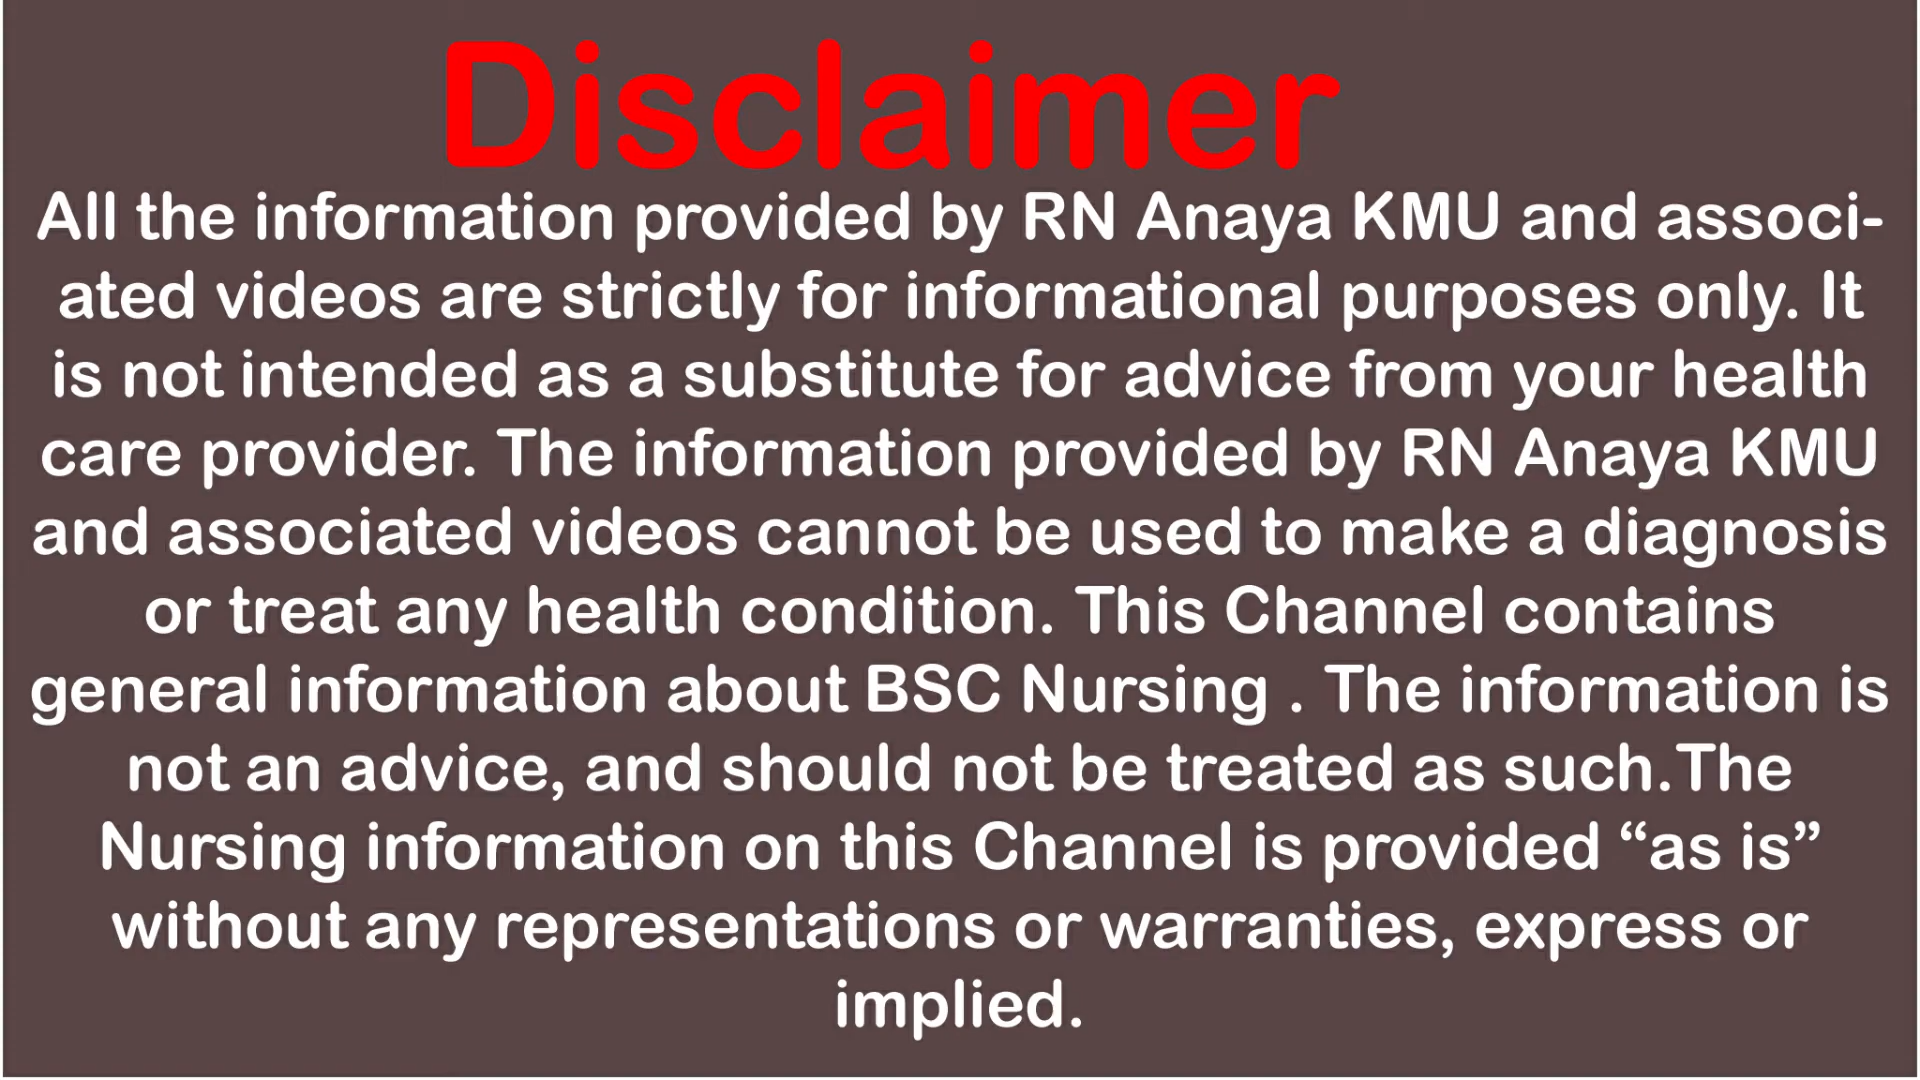 Disclaimer
All the information provided by RN Anaya KMU and associ-
ated videos are strictly for informational purposes only. It
is not intended as a substitute for advice from your health
care provider. The information provided by RN Anaya KMU
and associated videos cannot be used to make a diagnosis
or treat any health condition. This Channel contains
general information about BSC Nursing . The information is
not an advice, and should not be treated as such.The
Nursing information on this Channel is provided “as is”
without any representations or warranties, express or
implied.